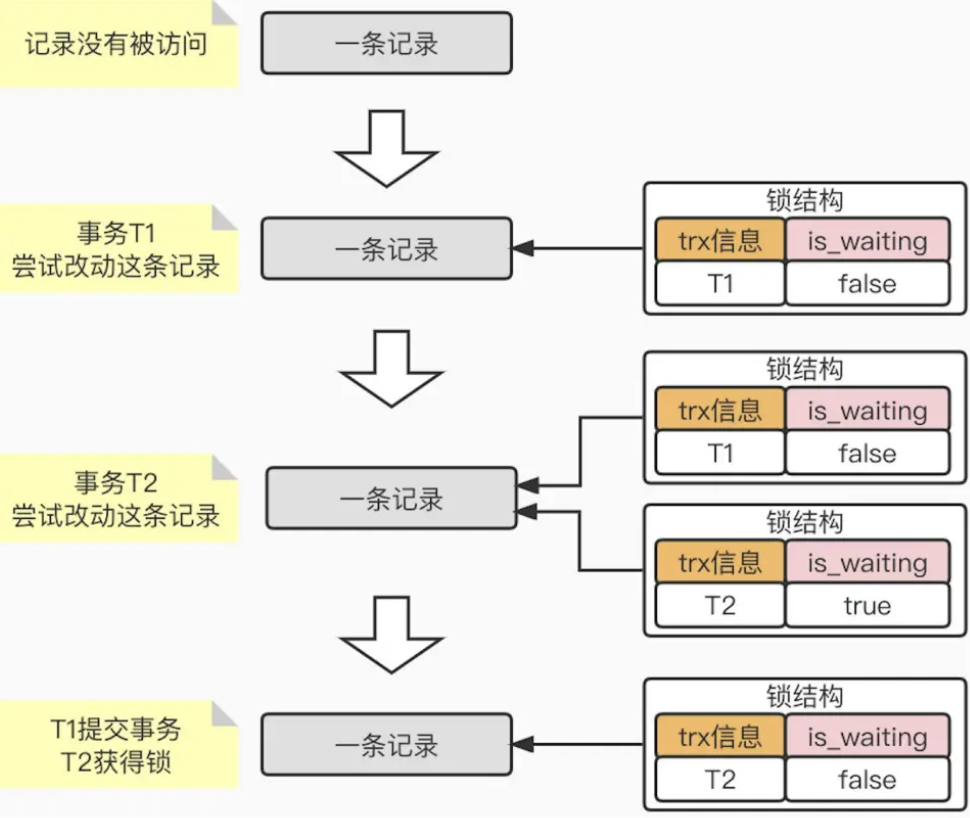 记录没有被访问
一条记录
事务T1
尝试改动这条记录
一条记录
锁结构
trx信息 is_waiting
T1 false
事务T2
尝试改动这条记录
一条记录
锁结构
trx信息 is_waiting
T1 false
锁结构
trx信息 is_waiting
T2 true
T1提交事务
T2获得锁
一条记录
锁结构
trx信息 is_waiting
T2 false